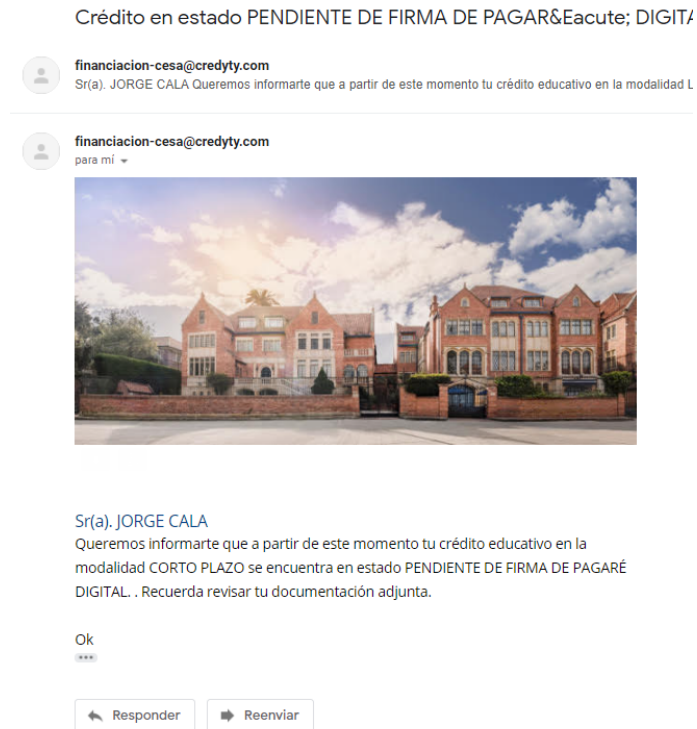 Crédito en estado PENDIENTE DE FIRMA DE PAGAR&Eacute; DIGITA
financiacion-cesa@credyty.com
Sr(a). JORGE CALA Queremos informarte que a partir de este momento tu crédito educativo en la modalidad L
financiacion-cesa@credyty.com
para mí
Sr(a). JORGE CALA
Queremos informarte que a partir de este momento tu crédito educativo en la
modalidad CORTO PLAZO se encuentra en estado PENDIENTE DE FIRMA DE PAGARÉ
DIGITAL. . Recuerda revisar tu documentación adjunta.
Ok
Responder Reenviar